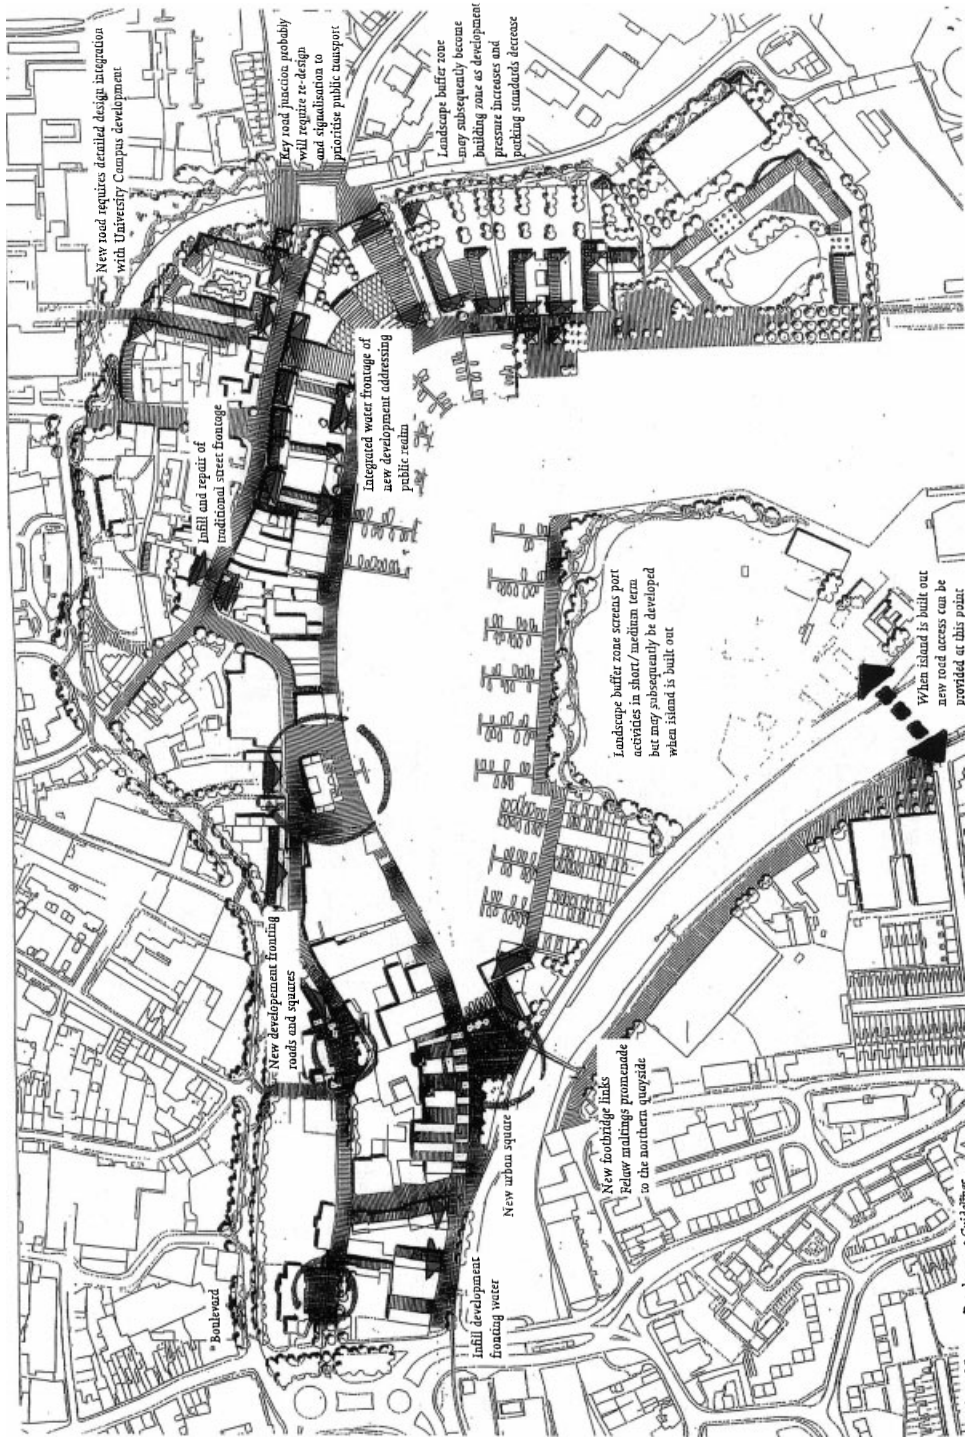 New road requires detailed design integration
with University Campus development
Key road junction probably
will require re-design
and signalisation to
prioritise public transport
Landscape buffer zone
may subsequently become
building zone as development
pressure increases and
parking standards decrease
Infill and repair of
traditional street frontage
Integrated water frontage of
new development addressing
public realm
Landscape buffer zone screens port
activities in short/medium term
but may subsequently be developed
when island is built out
When island is built out
new road access can be
provided at this point
New developement fronting
roads and squares
New urban square
New footbridge links
Felaw maltings promenade
to the northern quayside
Boulevard
Infill development
fronting water